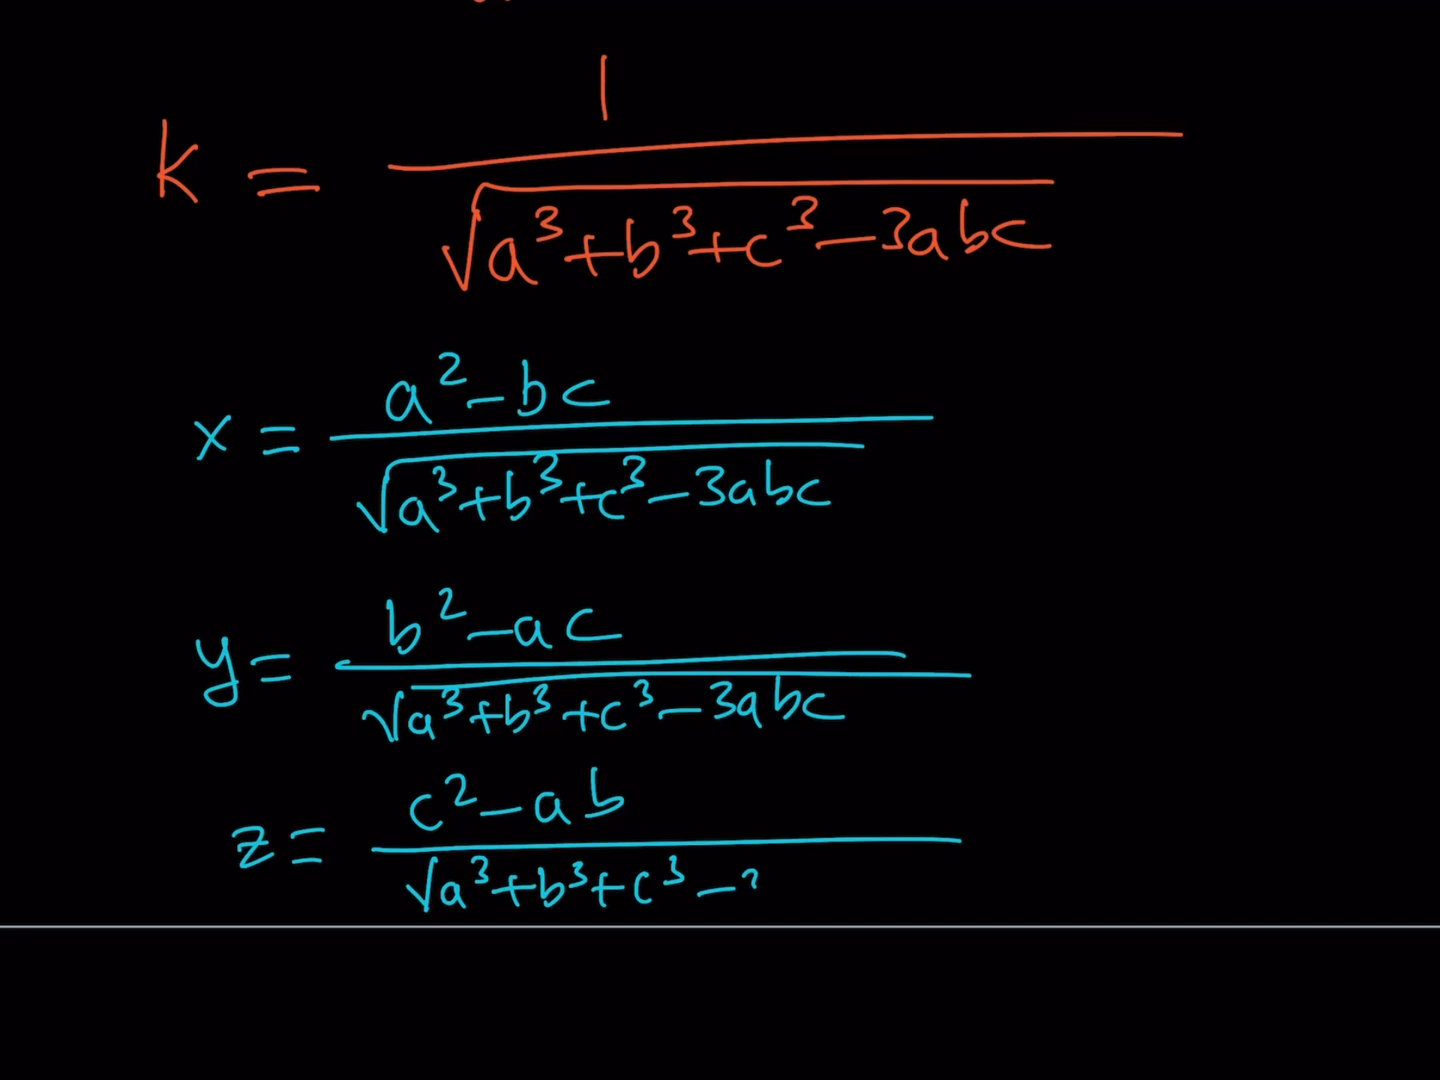 k = 1 / √(a³+b³+c³-3abc)
x = a²-bc / √(a³+b³+c³-3abc)
y = b²-ac / √(a³+b³+c³-3abc)
z = c²-ab / √(a³+b³+c³-